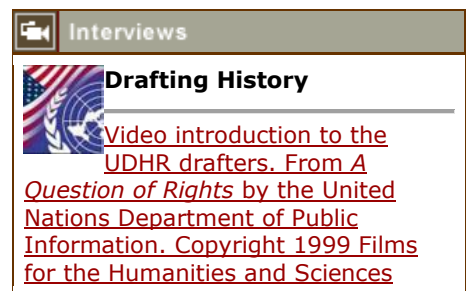 Interviews
Drafting History
Video introduction to the
UDHR drafters. From A
Question of Rights by the United
Nations Department of Public
Information. Copyright 1999 Films
for the Humanities and Sciences